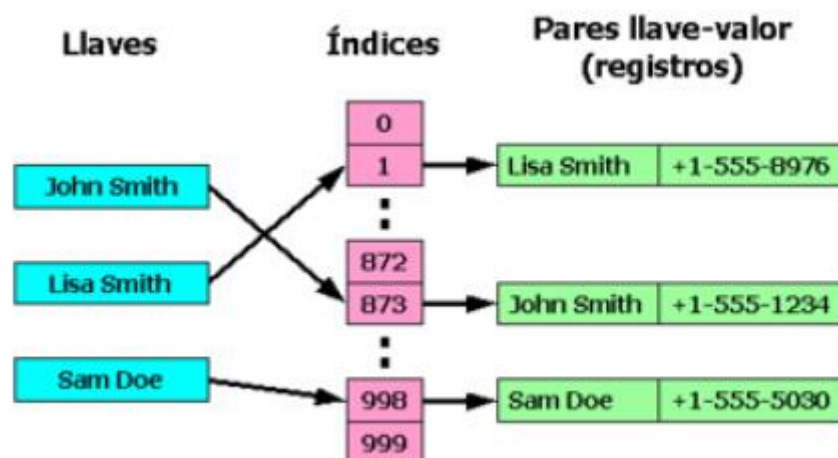 Llaves
Índices
Pares llave-valor
(registros)
John Smith
Lisa Smith
Sam Doe
0
1
872
873
998
999
Lisa Smith +1-555-8976
John Smith +1-555-1234
Sam Doe +1-555-5030